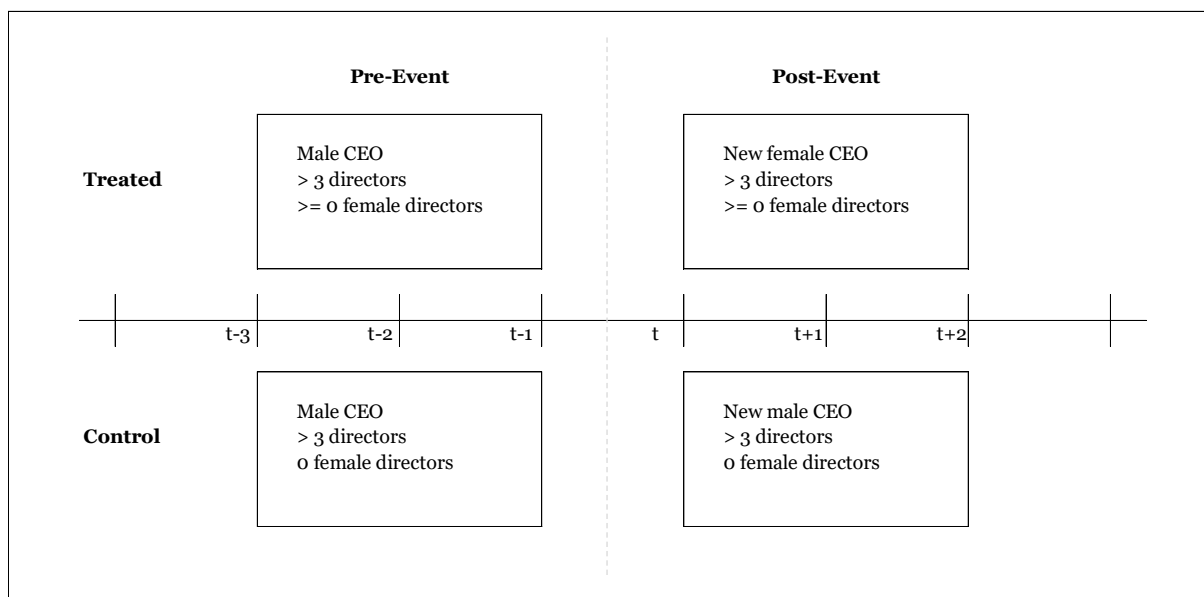 Pre-Event
Post-Event
Treated
Male CEO
> 3 directors
>= 0 female directors
New female CEO
> 3 directors
>= 0 female directors
t-3
t-2
t-1
t
t+1
t+2
Control
Male CEO
> 3 directors
0 female directors
New male CEO
> 3 directors
0 female directors